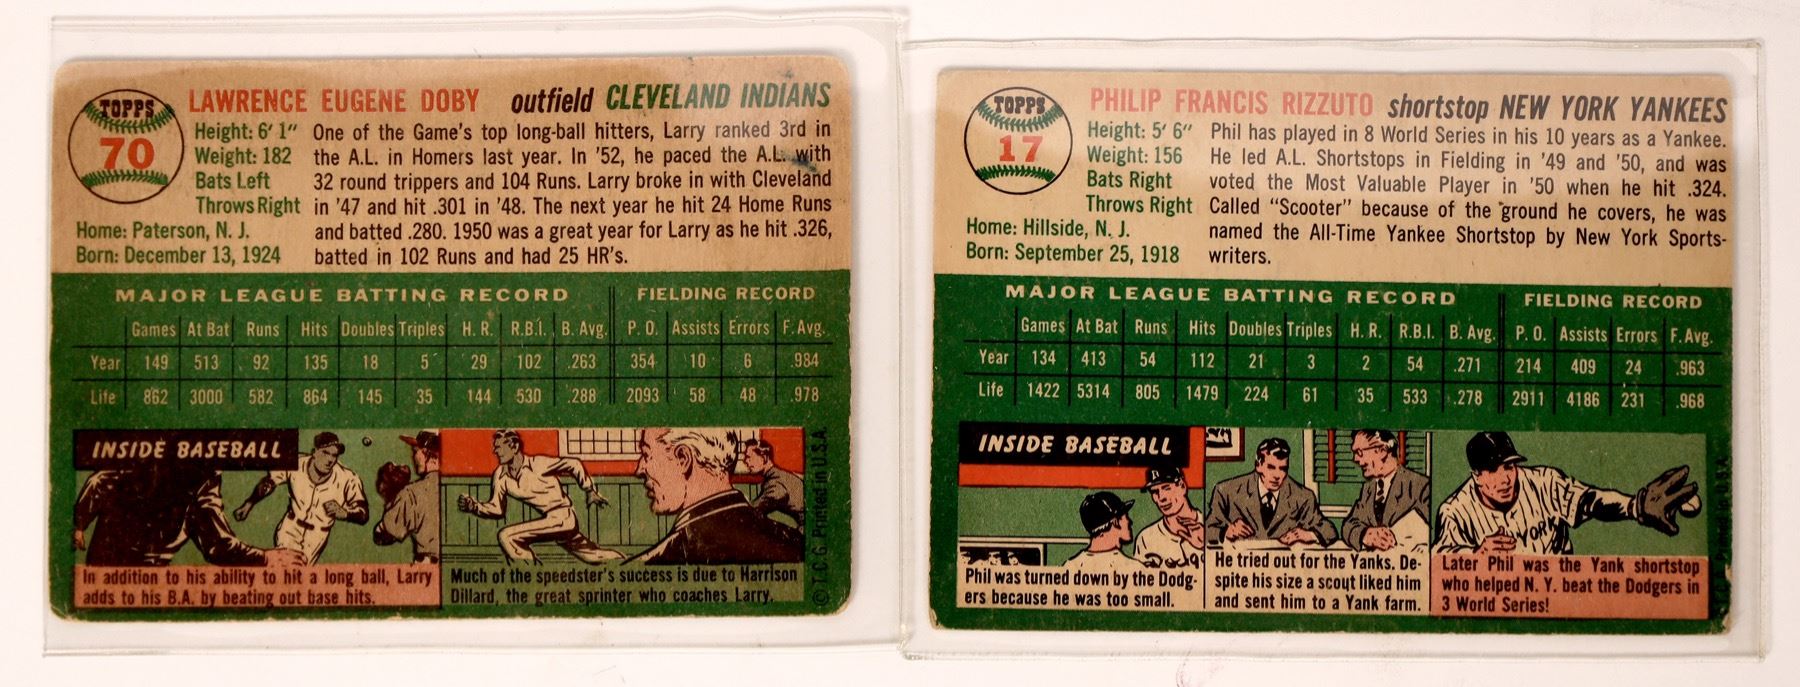 TOPPS
70
LAWRENCE EUGENE DOBY outfield CLEVELAND INDIANS
Height: 6' 1"
Weight: 182
Bats Left
Throws Right
Home: Paterson, N. J.
Born: December 13, 1924
One of the Game's top long-ball hitters, Larry ranked 3rd in
the A.L. in Homers last year. In '52, he paced the A.L. with
32 round trippers and 104 Runs. Larry broke in with Cleveland
in '47 and hit .301 in '48. The next year he hit 24 Home Runs
and batted .280. 1950 was a great year for Larry as he hit .326,
batted in 102 Runs and had 25 HR's.
MAJOR LEAGUE BATTING RECORD FIELDING RECORD
Games At Bat Runs Hits Doubles Triples H. R. R.B.I. B. Avg. P. O. Assists Errors F. Avg.
Year 149 513 92 135 18 5 29 102 .263 354 10 6 .984
Life 862 3000 582 864 145 35 144 530 .288 2093 58 48 .978
INSIDE BASEBALL
In addition to his ability to hit a long ball, Larry
adds to his B.A. by beating out base hits.
Much of the speedster's success is due to Harrison
Dillard, the great sprinter who coaches Larry.
© T. C. G. Printed in U.S.A.
TOPPS
17
PHILIP FRANCIS RIZZUTO shortstop NEW YORK YANKEES
Height: 5' 6"
Weight: 156
Bats Right
Throws Right
Home: Hillside, N. J.
Born: September 25, 1918
Phil has played in 8 World Series in his 10 years as a Yankee.
He led A.L. Shortstops in Fielding in '49 and '50, and was
voted the Most Valuable Player in '50 when he hit .324.
Called "Scooter" because of the ground he covers, he was
named the All-Time Yankee Shortstop by New York Sports-
writers.
MAJOR LEAGUE BATTING RECORD FIELDING RECORD
Games At Bat Runs Hits Doubles Triples H. R. R.B.I. B. Avg. P. O. Assists Errors F. Avg.
Year 134 413 54 112 21 3 2 54 .271 214 409 24 .963
Life 1422 5314 805 1479 224 61 35 533 .278 2911 4186 231 .968
INSIDE BASEBALL
Phil was turned down by the Dodg-
ers because he was too small.
He tried out for the Yanks. De-
spite his size a scout liked him
and sent him to a Yank farm.
YORK
Later Phil was the Yank shortstop
who helped N. Y. beat the Dodgers in
3 World Series!
U.S.A.